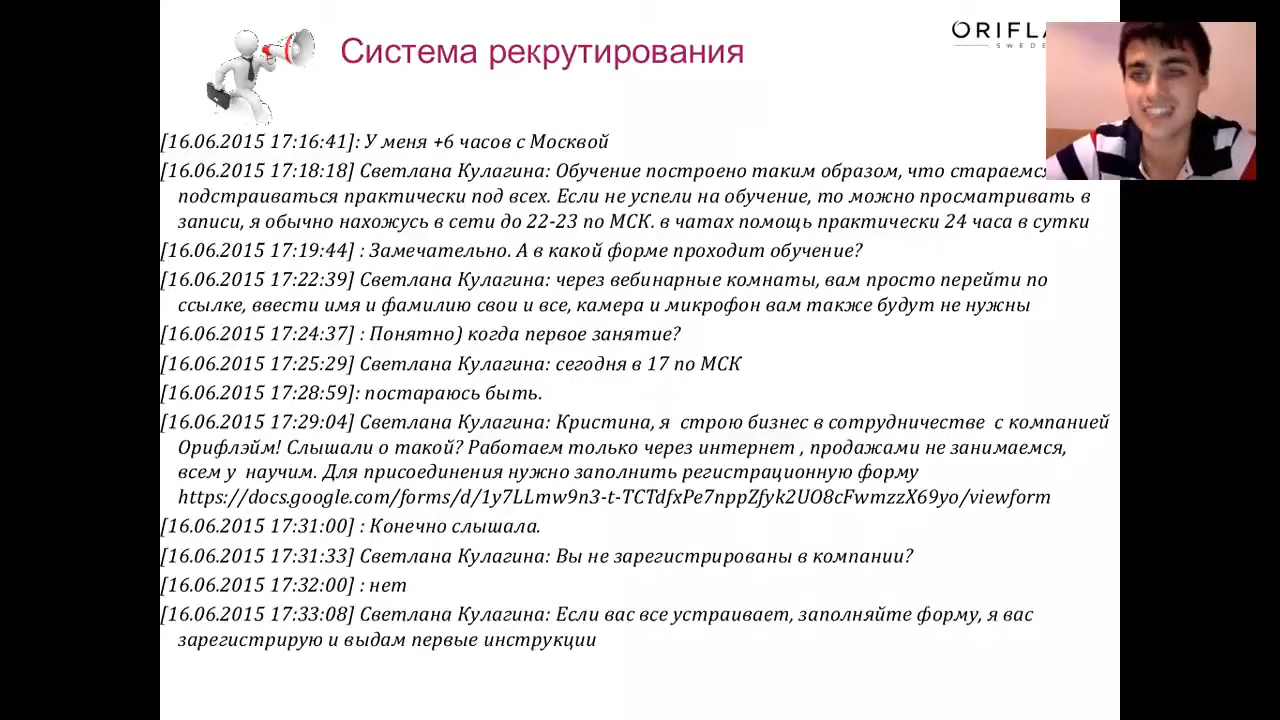 Система рекрутирования
ORIFLA
SWEDE
[16.06.2015 17:16:41]: У меня +6 часов с Москвой
[16.06.2015 17:18:18] Светлана Кулагина: Обучение построено таким образом, что стараемся
подстраиваться практически под всех. Если не успели на обучение, то можно просматривать в
записи, я обычно нахожусь в сети до 22-23 по МСК. в чатах помощь практически 24 часа в сутки
[16.06.2015 17:19:44] : Замечательно. А в какой форме проходит обучение?
[16.06.2015 17:22:39] Светлана Кулагина: через вебинарные комнаты, вам просто перейти по
ссылке, ввести имя и фамилию свои и все, камера и микрофон вам также будут не нужны
[16.06.2015 17:24:37] : Понятно) когда первое занятие?
[16.06.2015 17:25:29] Светлана Кулагина: сегодня в 17 по МСК
[16.06.2015 17:28:59]: постараюсь быть.
[16.06.2015 17:29:04] Светлана Кулагина: Кристина, я строю бизнес в сотрудничестве с компанией
Орифлэйм! Слышали о такой? Работаем только через интернет , продажами не занимаемся,
всем у научим. Для присоединения нужно заполнить регистрационную форму
https://docs.google.com/forms/d/1y7LLmw9n3-t-TCTdfxPe7nppZfyk2UO8cFwmzzX69yo/viewform
[16.06.2015 17:31:00] : Конечно слышала.
[16.06.2015 17:31:33] Светлана Кулагина: Вы не зарегистрированы в компании?
[16.06.2015 17:32:00] : нет
[16.06.2015 17:33:08] Светлана Кулагина: Если вас все устраивает, заполняйте форму, я вас
зарегистрирую и выдам первые инструкции